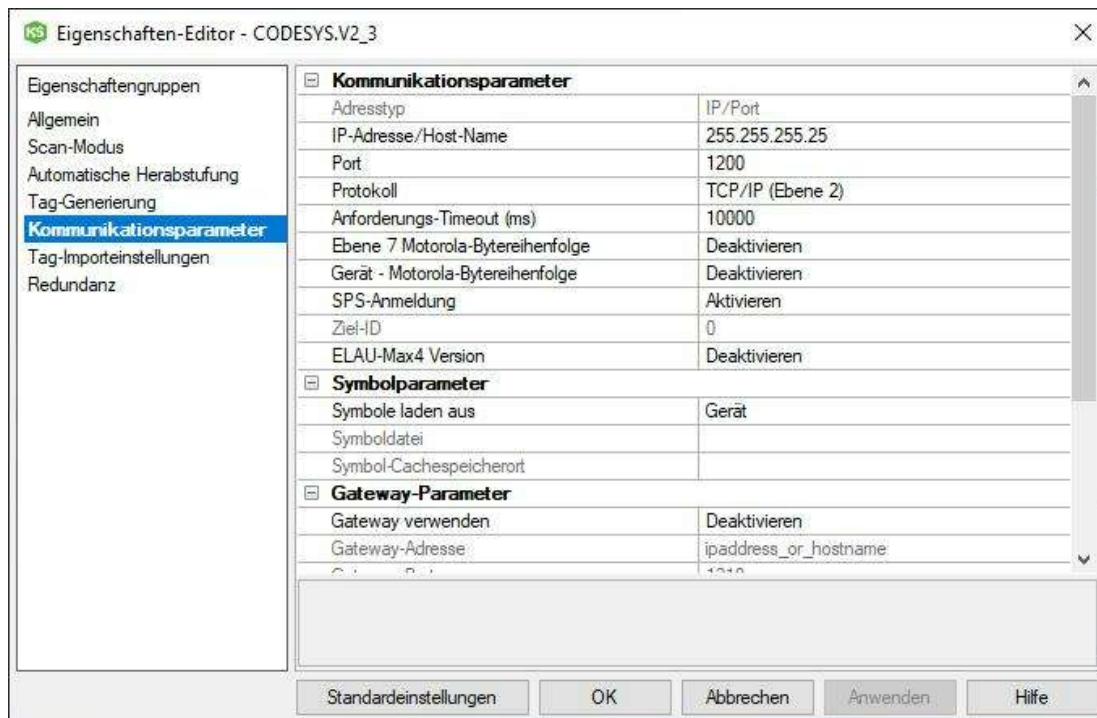 KS Eigenschaften-Editor - CODESYS.V2_3
Eigenschaftengruppen
Allgemein
Scan-Modus
Automatische Herabstufung
Tag-Generierung
Kommunikationsparameter
Tag-Importeinstellungen
Redundanz
Kommunikationsparameter
Adresstyp IP/Port
IP-Adresse/Host-Name 255.255.255.25
Port 1200
Protokoll TCP/IP (Ebene 2)
Anforderungs-Timeout (ms) 10000
Ebene 7 Motorola-Bytereihenfolge Deaktivieren
Gerät - Motorola-Bytereihenfolge Deaktivieren
SPS-Anmeldung Aktivieren
Ziel-ID 0
ELAU-Max4 Version Deaktivieren
Symbolparameter
Symbole laden aus Gerät
Symboldatei
Symbol-Cachespeicherort
Gateway-Parameter
Gateway verwenden Deaktivieren
Gateway-Adresse ipaddress_or_hostname
Standardeinstellungen OK Abbrechen Anwenden Hilfe